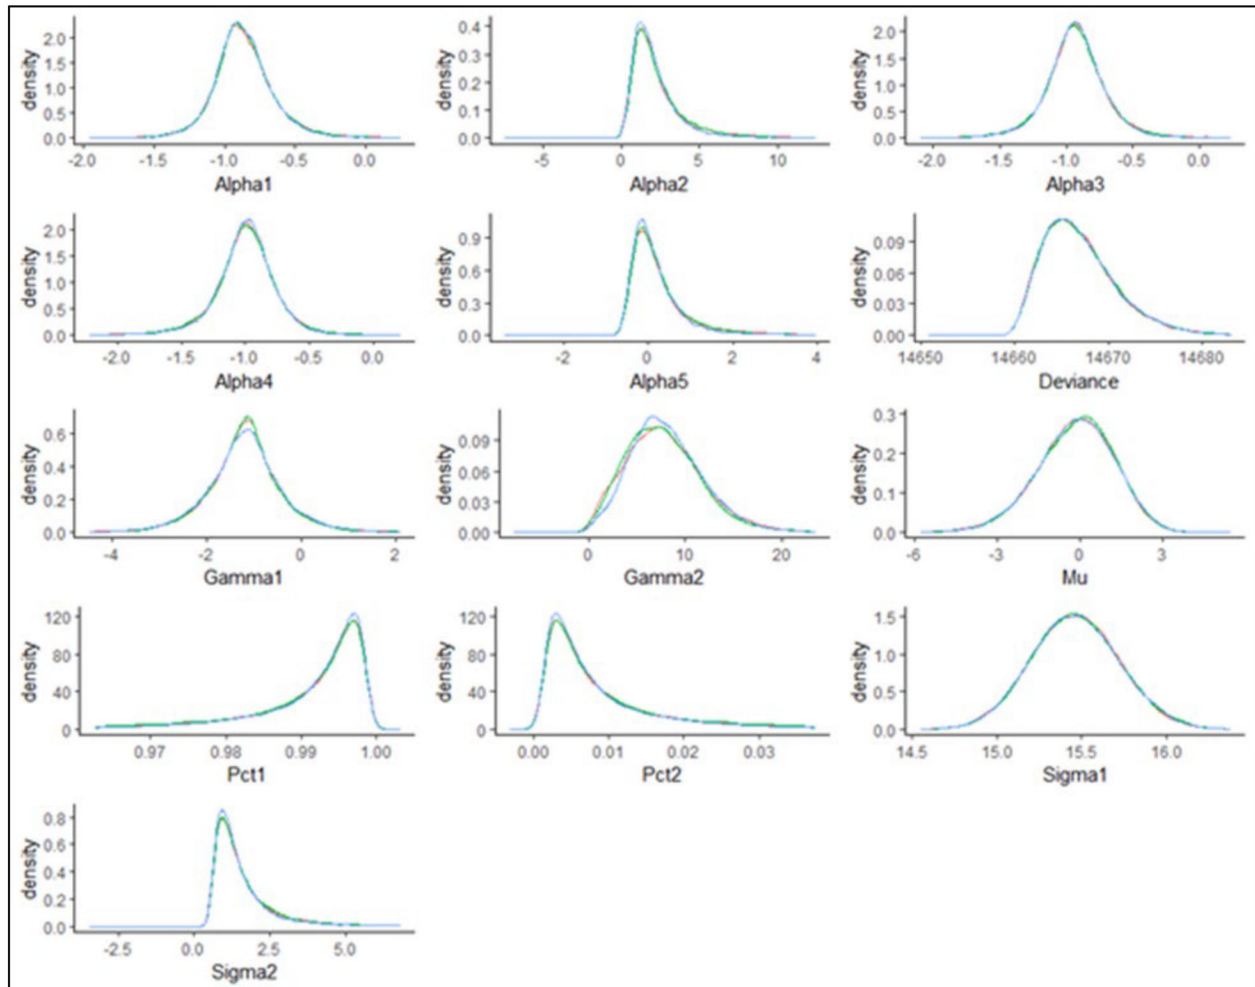 density
2.0
1.5
1.0
0.5
0.0
-2.0 -1.5 -1.0 -0.5 0.0
Alpha1
density
0.4
0.3
0.2
0.1
0.0
-5 0 5 10
Alpha2
density
2.0
1.5
1.0
0.5
0.0
-2.0 -1.5 -1.0 -0.5 0.0
Alpha3
density
2.0
1.5
1.0
0.5
0.0
-2.0 -1.5 -1.0 -0.5 0.0
Alpha4
density
0.9
0.6
0.3
0.0
-2 0 2 4
Alpha5
density
0.09
0.06
0.03
0.00
14650 14660 14670 14680
Deviance
density
0.6
0.4
0.2
0.0
-4 -2 0 2
Gamma1
density
0.09
0.06
0.03
0.00
0 10 20
Gamma2
density
0.3
0.2
0.1
0.0
-6 -3 0 3
Mu
density
120
80
40
0
0.97 0.98 0.99 1.00
Pct1
density
120
80
40
0
0.00 0.01 0.02 0.03
Pct2
density
1.5
1.0
0.5
0.0
14.5 15.0 15.5 16.0
Sigma1
density
0.8
0.6
0.4
0.2
0.0
-2.5 0.0 2.5 5.0
Sigma2